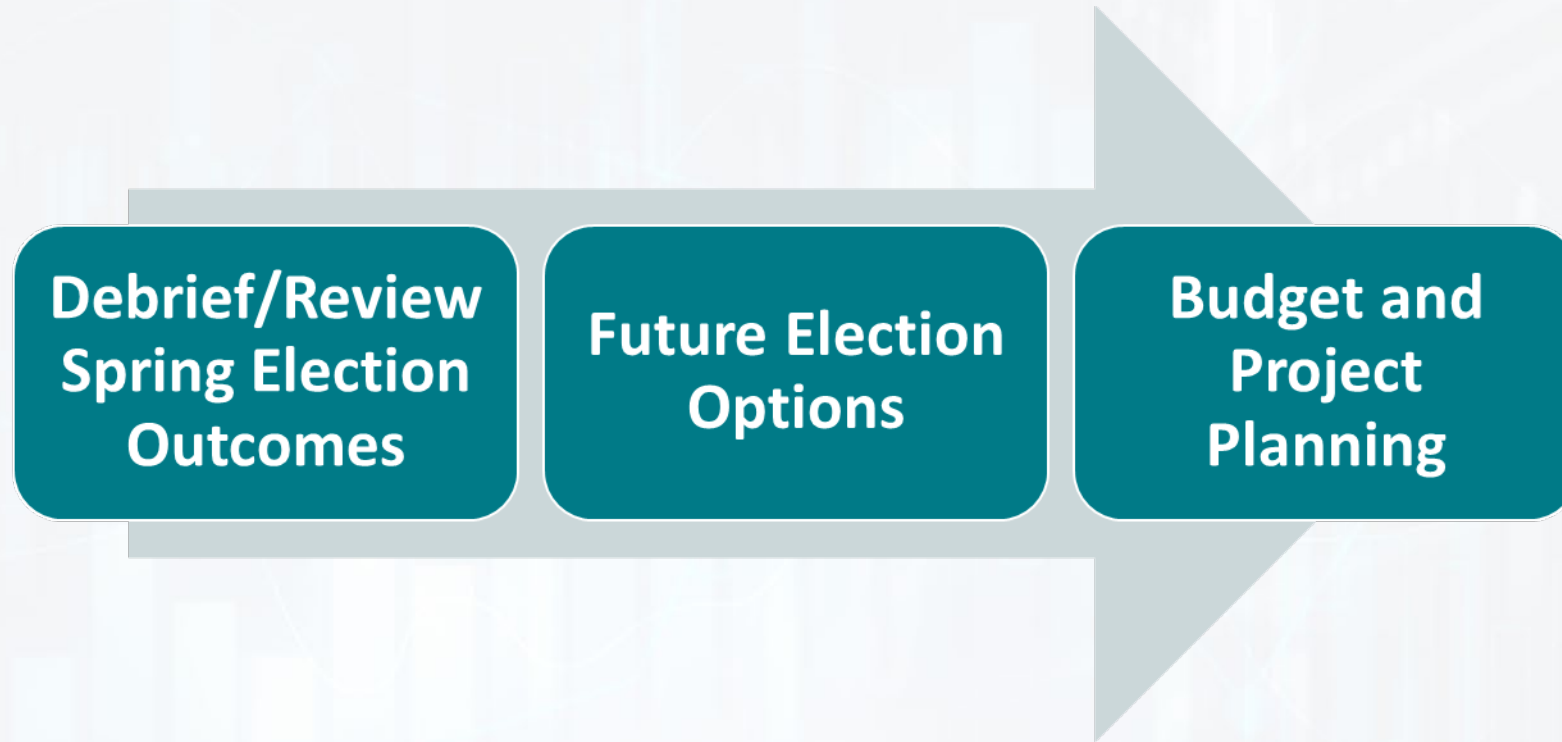 Debrief/Review
Spring Election
Outcomes
Future Election
Options
Budget and
Project
Planning